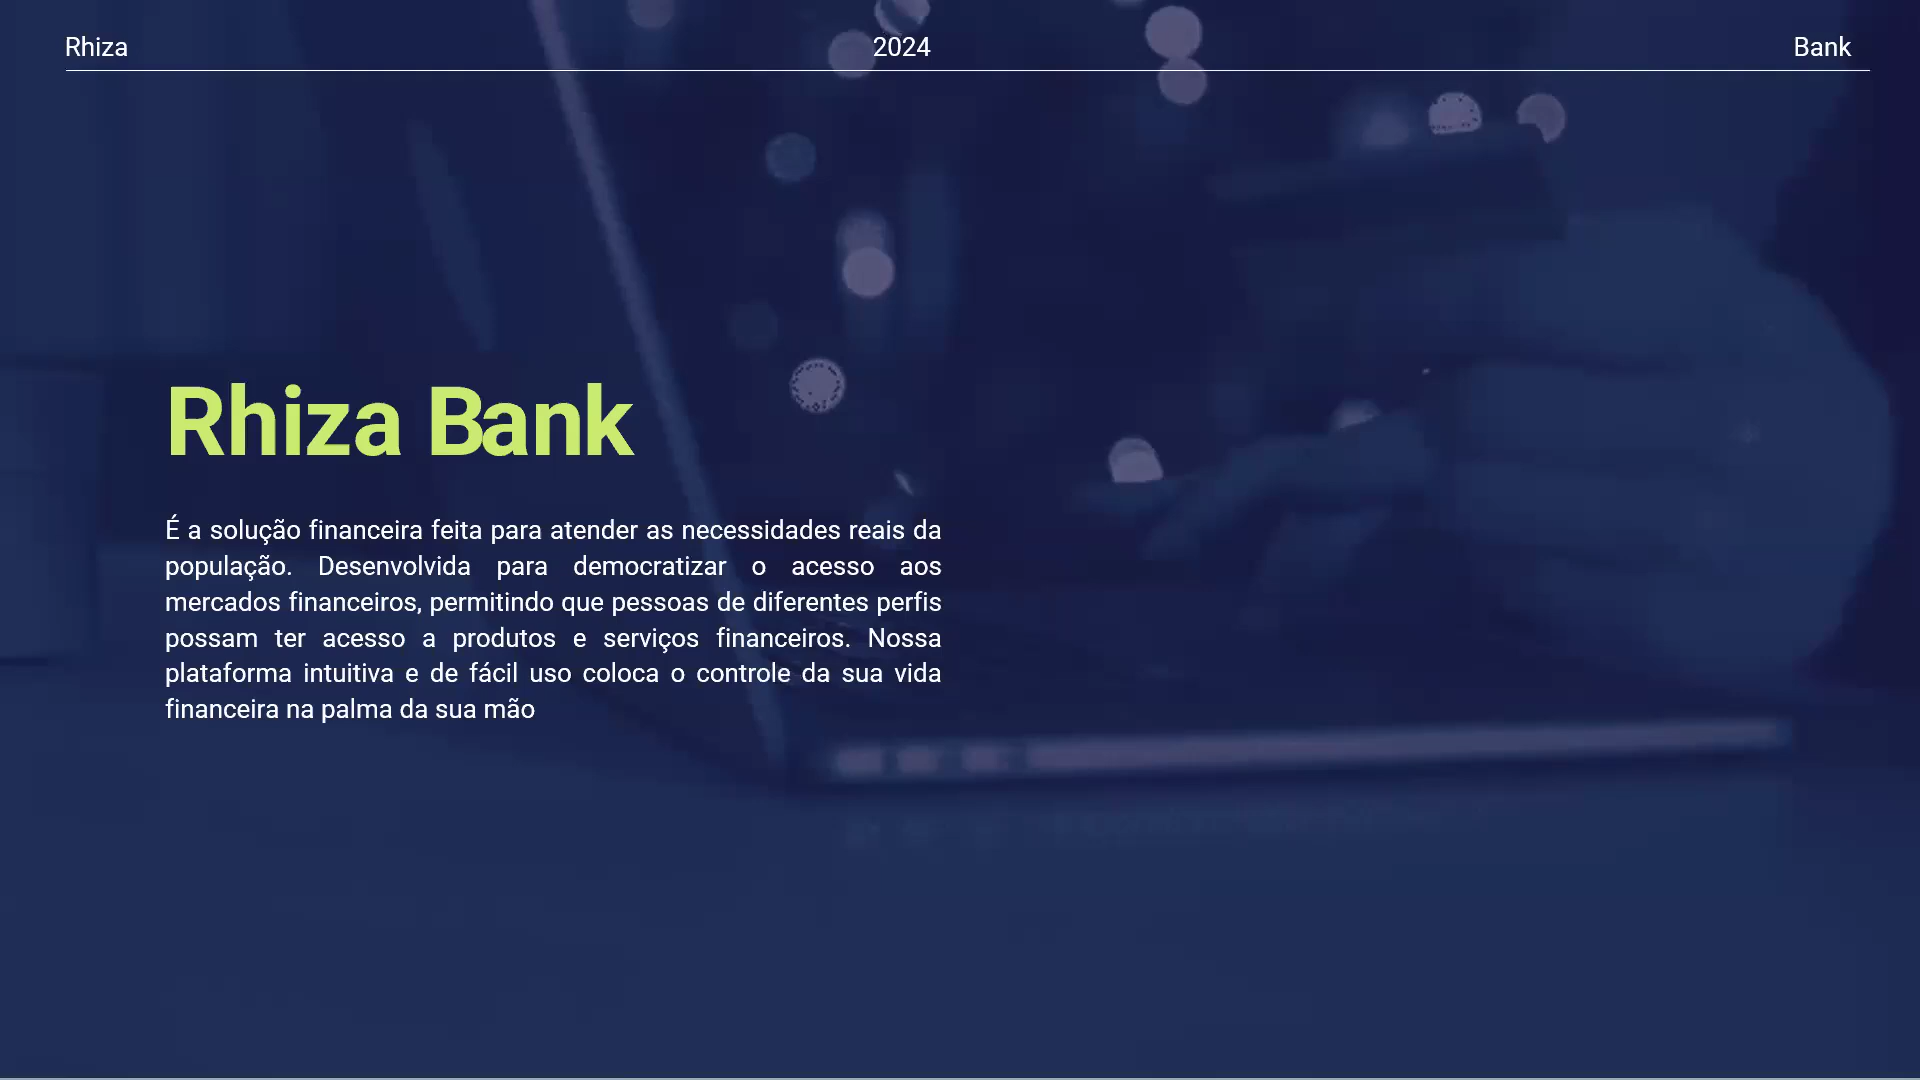 Rhiza 2024 Bank
Rhiza Bank
É a solução financeira feita para atender as necessidades reais da
população. Desenvolvida para democratizar o acesso aos
mercados financeiros, permitindo que pessoas de diferentes perfis
possam ter acesso a produtos e serviços financeiros. Nossa
plataforma intuitiva e de fácil uso coloca o controle da sua vida
financeira na palma da sua mão